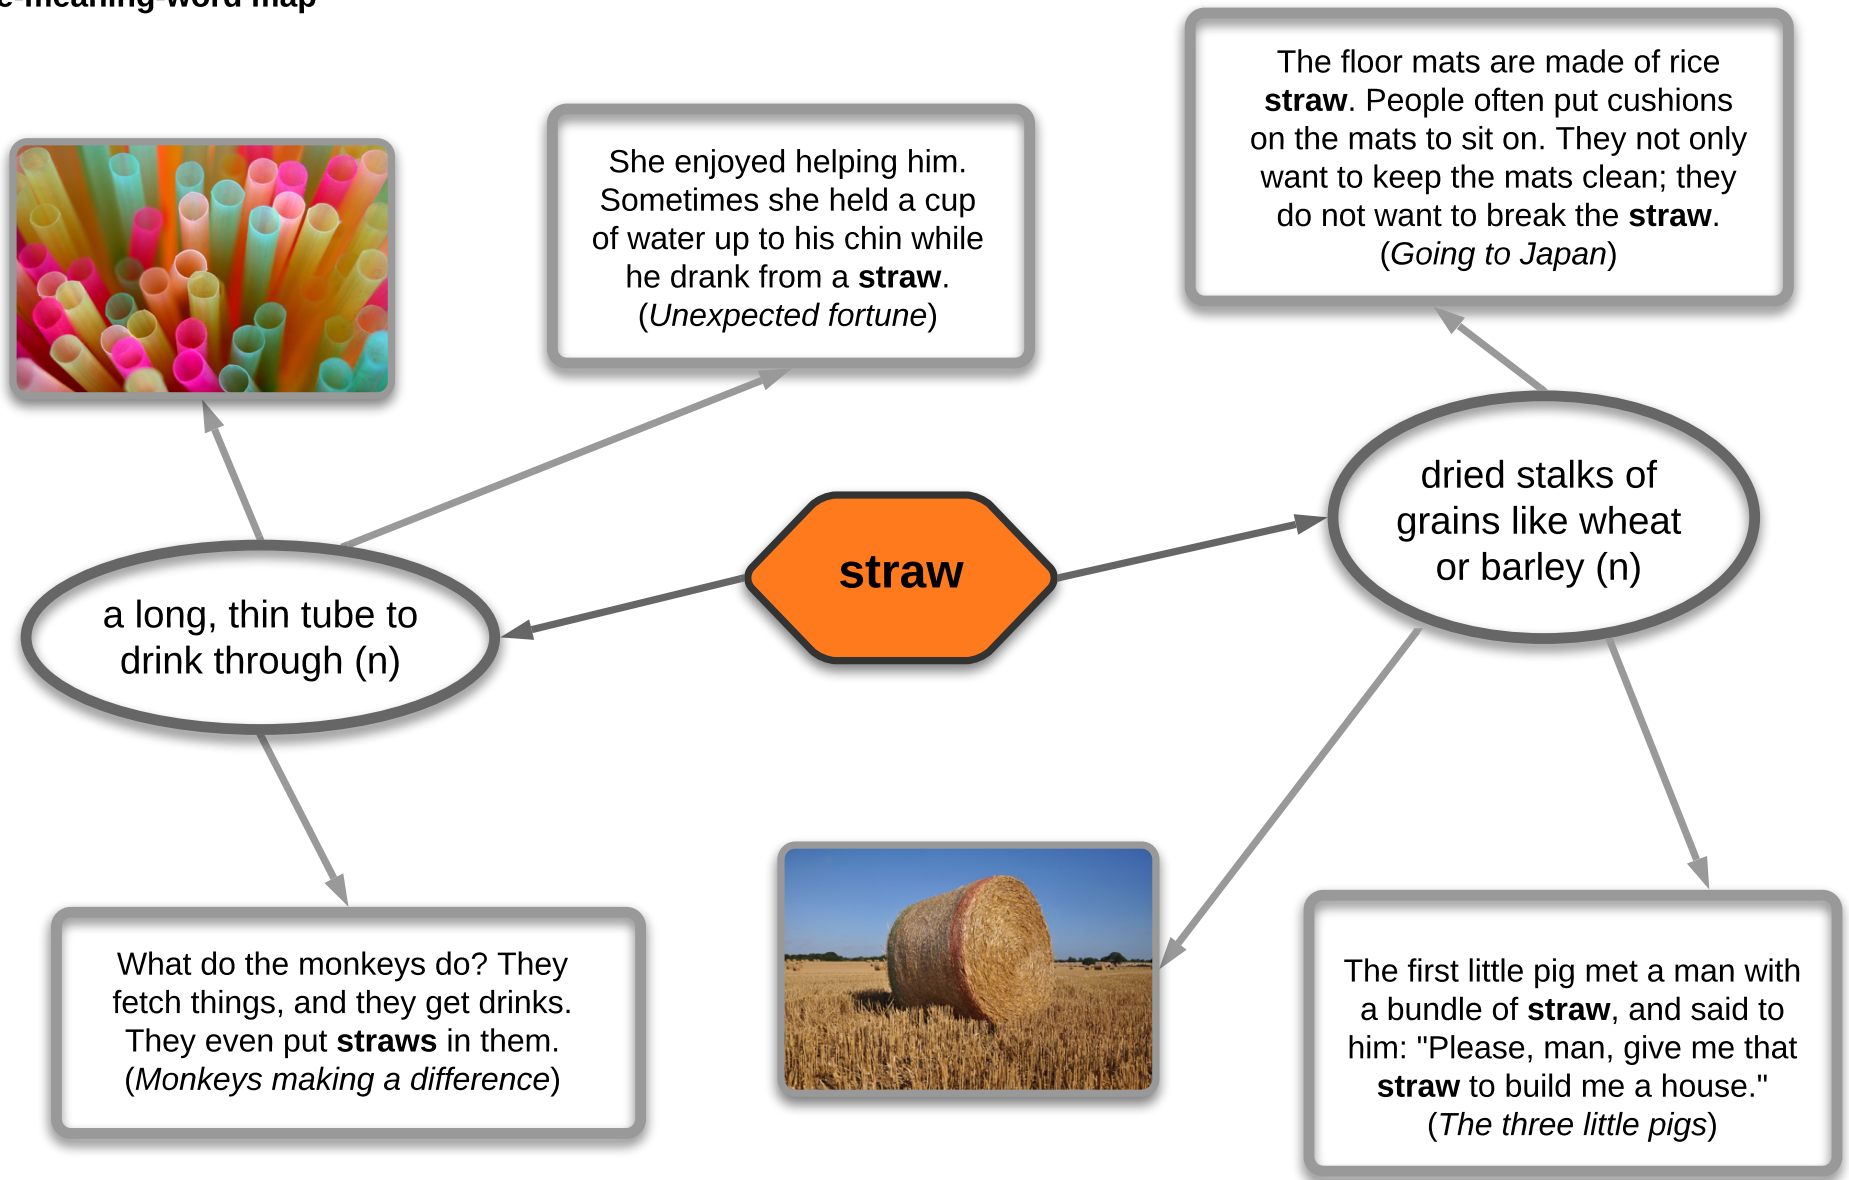 e-meaning-word map
The floor mats are made of rice
straw. People often put cushions
on the mats to sit on. They not only
want to keep the mats clean; they
do not want to break the straw.
(Going to Japan)
She enjoyed helping him.
Sometimes she held a cup
of water up to his chin while
he drank from a straw.
(Unexpected fortune)
dried stalks of
grains like wheat
or barley (n)
straw
a long, thin tube to
drink through (n)
What do the monkeys do? They
fetch things, and they get drinks.
They even put straws in them.
(Monkeys making a difference)
The first little pig met a man with
a bundle of straw, and said to
him: "Please, man, give me that
straw to build me a house."
(The three little pigs)